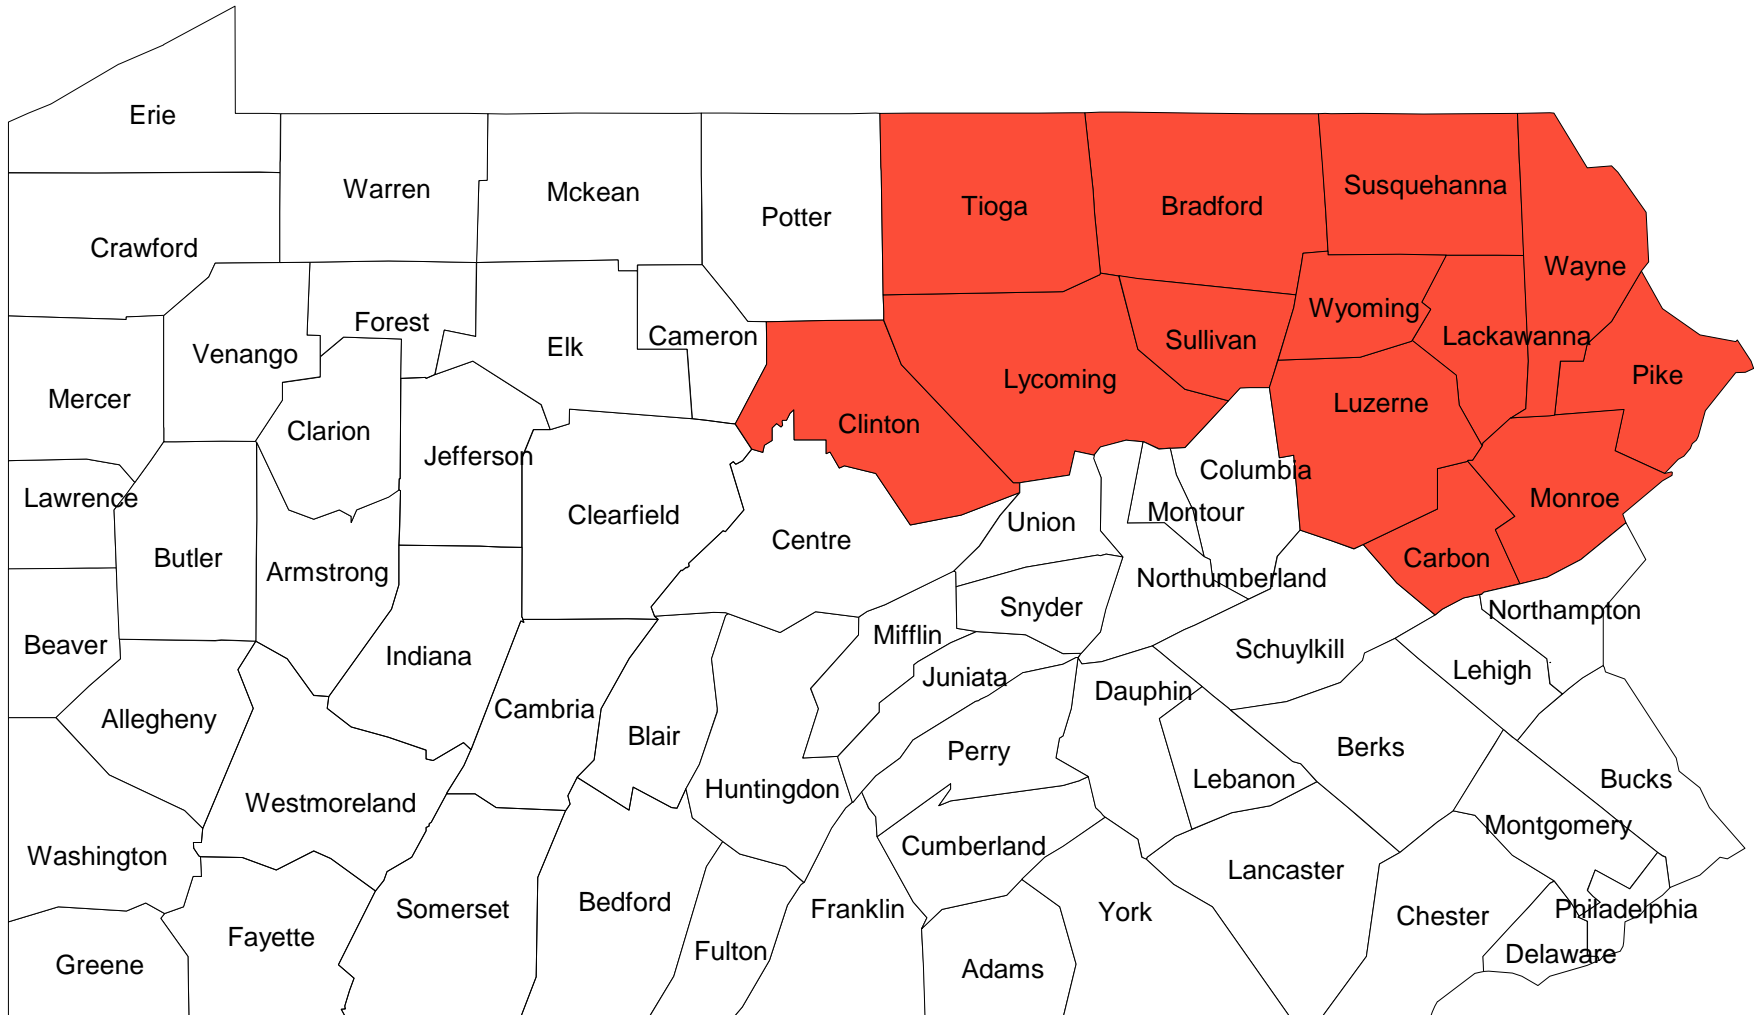 Erie
Warren
Mckean
Potter
Tioga
Bradford
Susquehanna
Crawford
Wayne
Forest
Cameron
Wyoming
Venango
Elk
Sullivan
Lackawanna
Mercer
Lycoming
Pike
Clarion
Clinton
Luzerne
Jefferson
Columbia
Lawrence
Clearfield
Union
Montour
Monroe
Butler
Armstrong
Centre
Carbon
Northumberland
Snyder
Northampton
Beaver
Indiana
Mifflin
Schuylkill
Juniata
Lehigh
Allegheny
Cambria
Dauphin
Blair
Perry
Berks
Westmoreland
Huntingdon
Lebanon
Bucks
Washington
Cumberland
Montgomery
Lancaster
Somerset
Bedford
Franklin
York
Chester
Philadelphia
Greene
Fayette
Fulton
Adams
Delaware